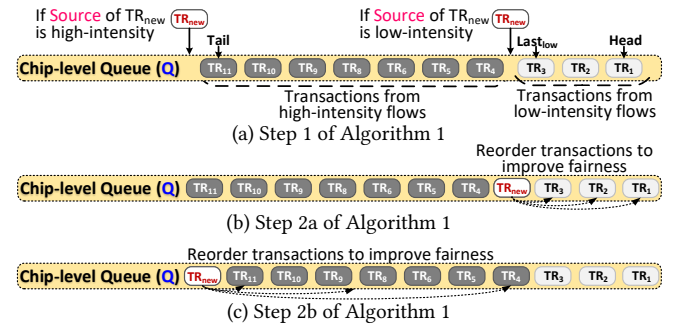 If Source of TRnew is high-intensity
TRnew
If Source of TRnew is low-intensity
TRnew
Tail
Lastlow
Head
Chip-level Queue (Q) TR11 TR10 TR9 TR8 TR6 TR5 TR4 TR3 TR2 TR1
Transactions from high-intensity flows
Transactions from low-intensity flows
(a) Step 1 of Algorithm 1
Reorder transactions to improve fairness
Chip-level Queue (Q) TR11 TR10 TR9 TR8 TR6 TR5 TR4 TRnew TR3 TR2 TR1
(b) Step 2a of Algorithm 1
Reorder transactions to improve fairness
Chip-level Queue (Q) TRnew TR11 TR10 TR9 TR8 TR6 TR5 TR4 TR3 TR2 TR1
(c) Step 2b of Algorithm 1